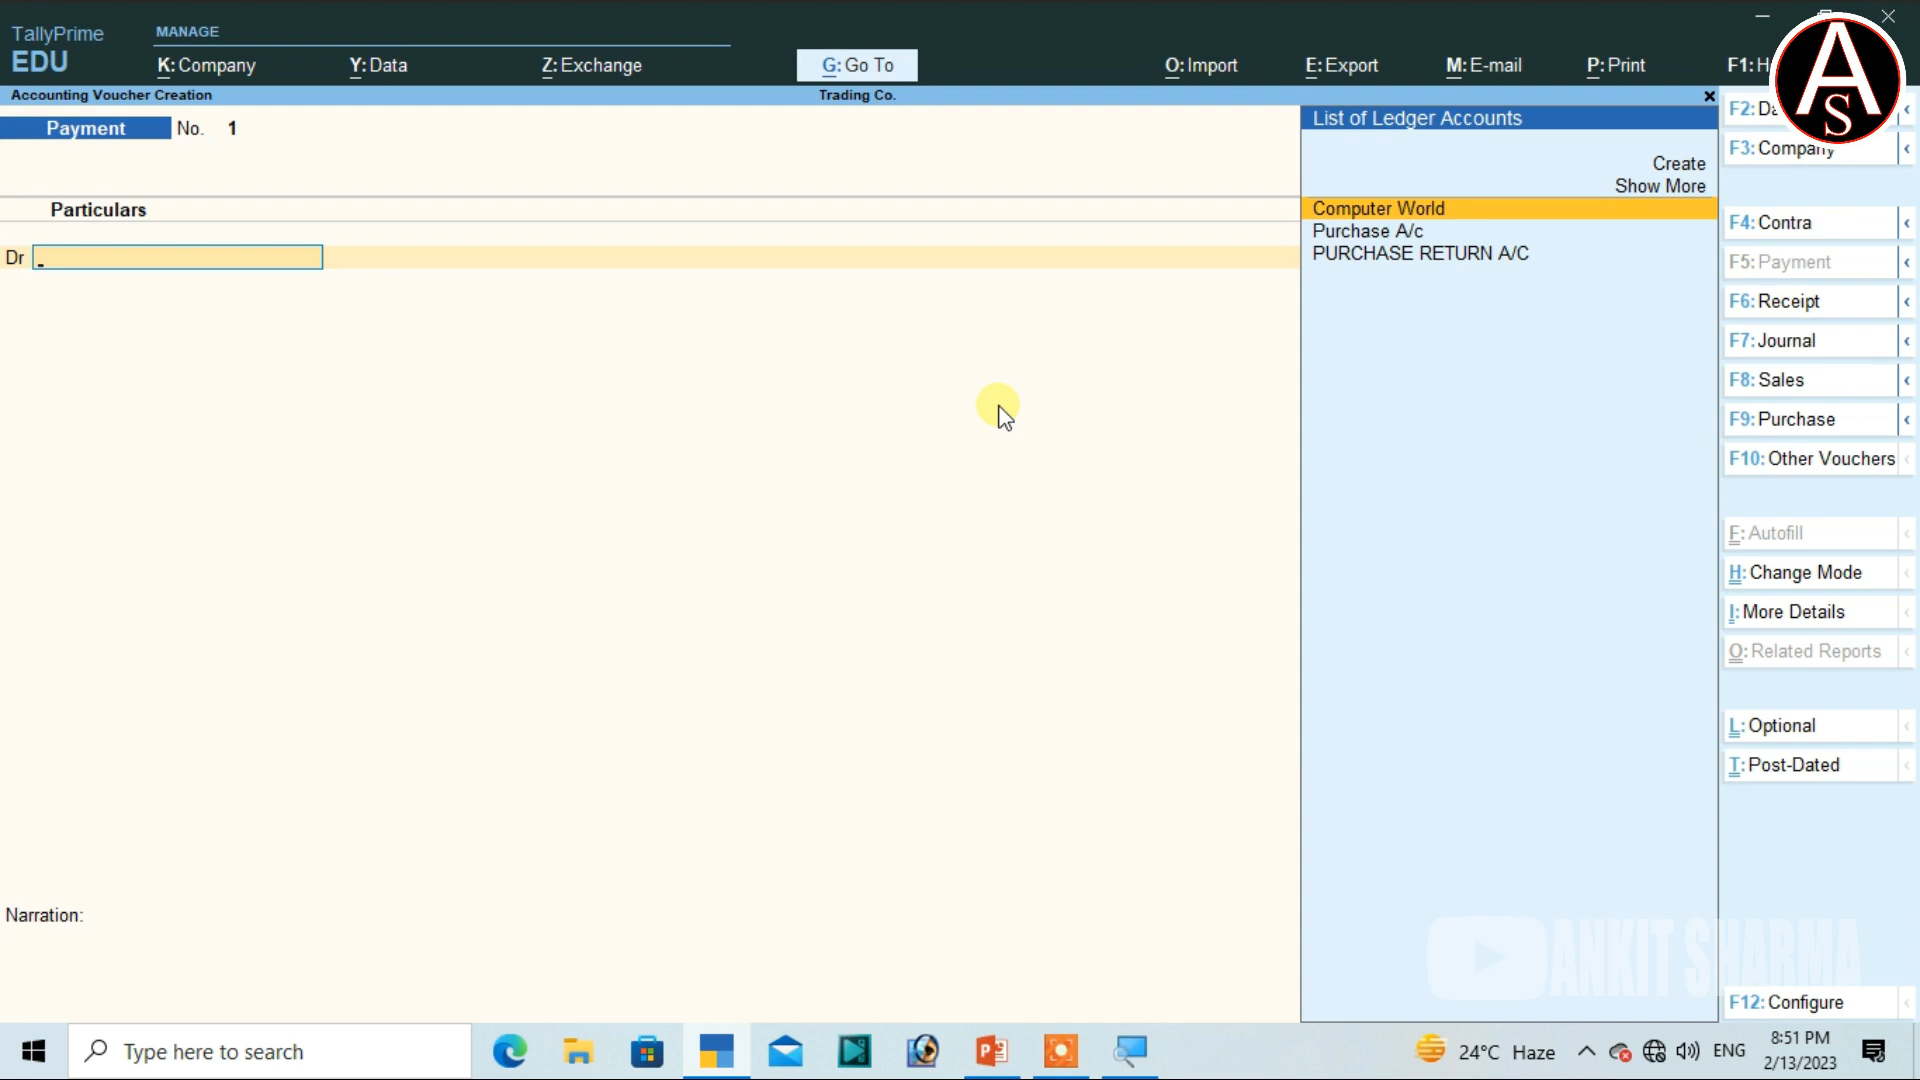 TallyPrime
EDU
MANAGE
K: Company
Y: Data
Z: Exchange
G: Go To
O: Import
E: Export
M: E-mail
P: Print
F1: H
Accounting Voucher Creation
Trading Co.
Payment No. 1
Particulars
Dr
Narration:
List of Ledger Accounts
Create
Show More
Computer World
Purchase A/c
PURCHASE RETURN A/C
AS
F2: Da
F3: Company
F4: Contra
F5: Payment
F6: Receipt
F7: Journal
F8: Sales
F9: Purchase
F10: Other Vouchers
F: Autofill
H: Change Mode
I: More Details
O: Related Reports
L: Optional
T: Post-Dated
ANKIT SHARMA
F12: Configure
Type here to search
24°C Haze
ENG
8:51 PM
2/13/2023